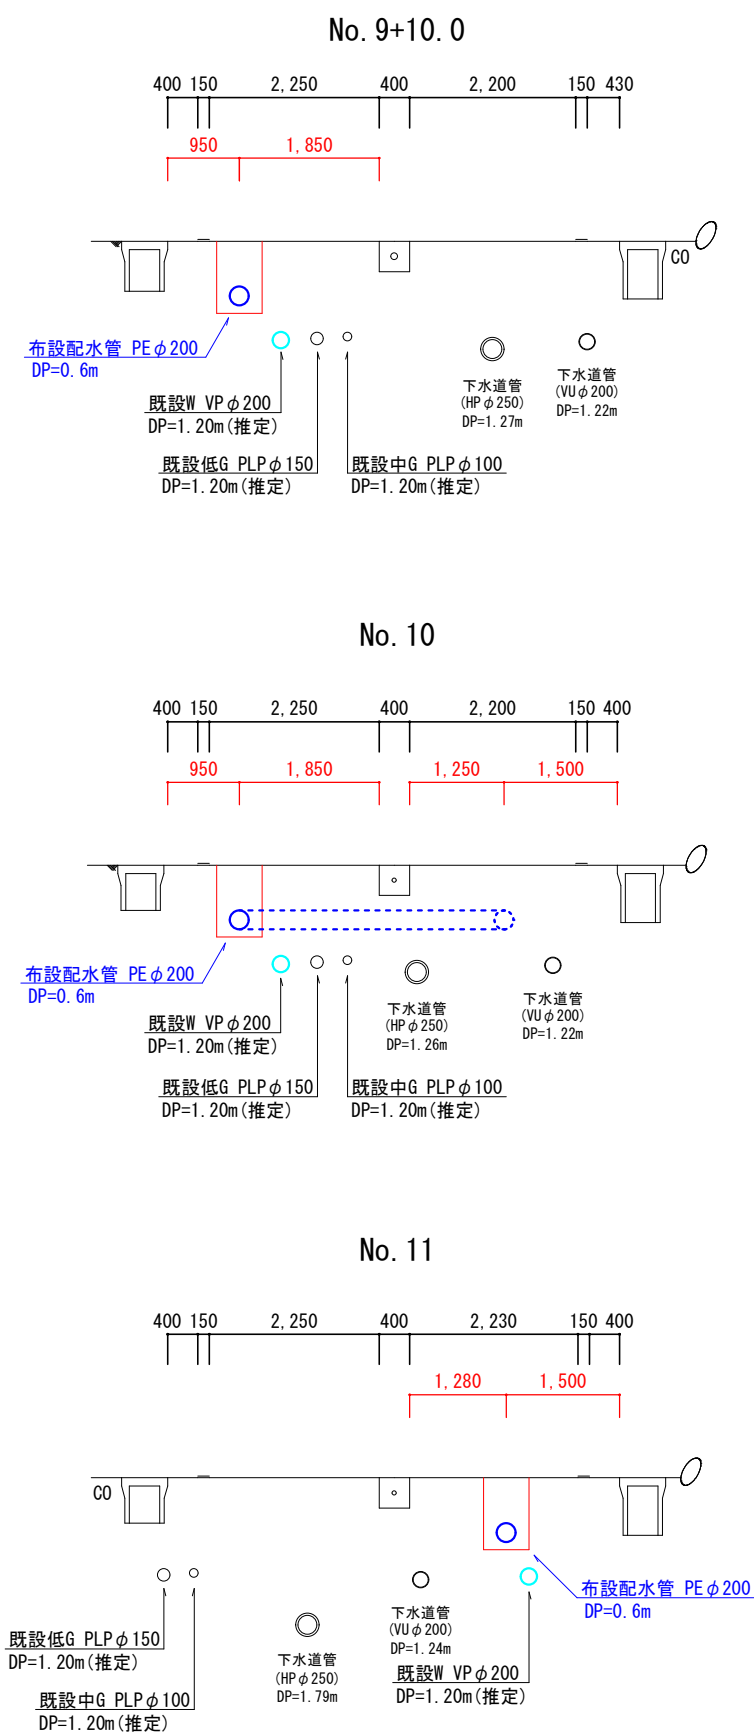 No. 9+10.0
400 150 2,250 400 2,200 150 430
950 1,850
CO
布設配水管 PEφ200
DP=0.6m
既設W VPφ200
DP=1.20m(推定)
既設低G PLPφ150
DP=1.20m(推定)
既設中G PLPφ100
DP=1.20m(推定)
下水道管
(HPφ250)
DP=1.27m
下水道管
(VUφ200)
DP=1.22m
No. 10
400 150 2,250 400 2,200 150 400
950 1,850 1,250 1,500
布設配水管 PEφ200
DP=0.6m
既設W VPφ200
DP=1.20m(推定)
既設低G PLPφ150
DP=1.20m(推定)
既設中G PLPφ100
DP=1.20m(推定)
下水道管
(HPφ250)
DP=1.26m
下水道管
(VUφ200)
DP=1.22m
No. 11
400 150 2,250 400 2,230 150 400
1,280 1,500
CO
布設配水管 PEφ200
DP=0.6m
既設低G PLPφ150
DP=1.20m(推定)
既設中G PLPφ100
DP=1.20m(推定)
下水道管
(HPφ250)
DP=1.79m
下水道管
(VUφ200)
DP=1.24m
既設W VPφ200
DP=1.20m(推定)